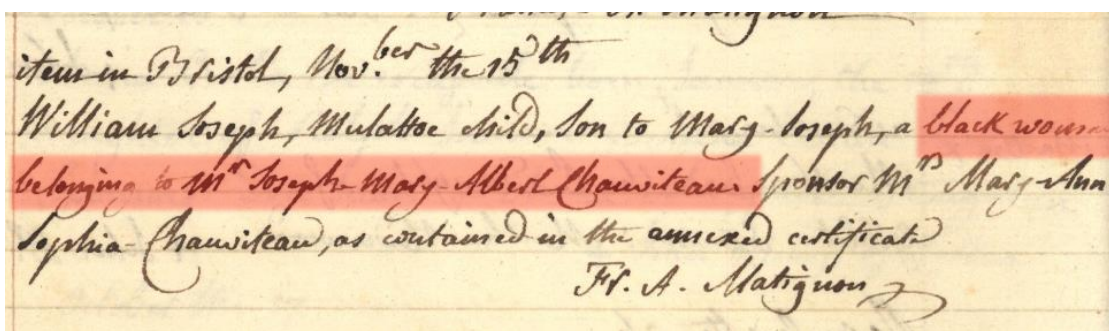 item in Bristol, Nov.ber the 15th
William Joseph, Mulattoe child, Son to Mary-Joseph, a black woman
belonging to Mr Joseph-Mary-Albert Chauviteau. Sponsor Mrs Mary-Ann
Sophia-Chauviteau, as contained in the annexed certificate
Fr. A. Matignon